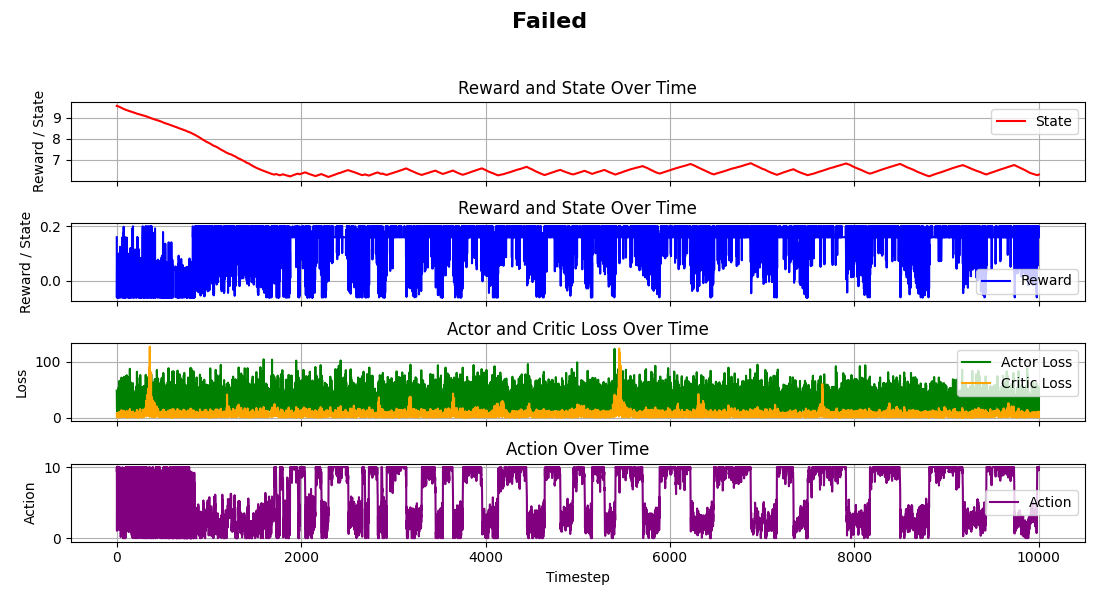 Failed
Reward and State Over Time
Reward / State
9
8
7
State
Reward and State Over Time
Reward / State
0.2
0.0
Reward
Actor and Critic Loss Over Time
Loss
100
0
Actor Loss
Critic Loss
Action Over Time
Action
10
0
Action
0
2000
4000
6000
8000
10000
Timestep